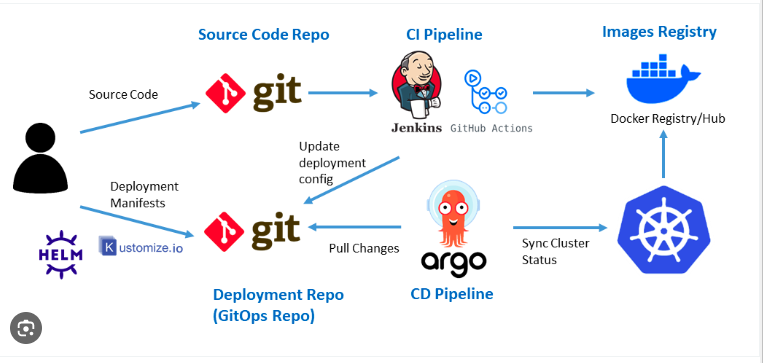 Source Code Repo
CI Pipeline
Images Registry
Source Code
git
Jenkins
GitHub Actions
Docker Registry/Hub
Update
deployment
config
Deployment
Manifests
HELM
Kustomize.io
git
Pull Changes
argo
Sync Cluster
Status
Deployment Repo
(GitOps Repo)
CD Pipeline